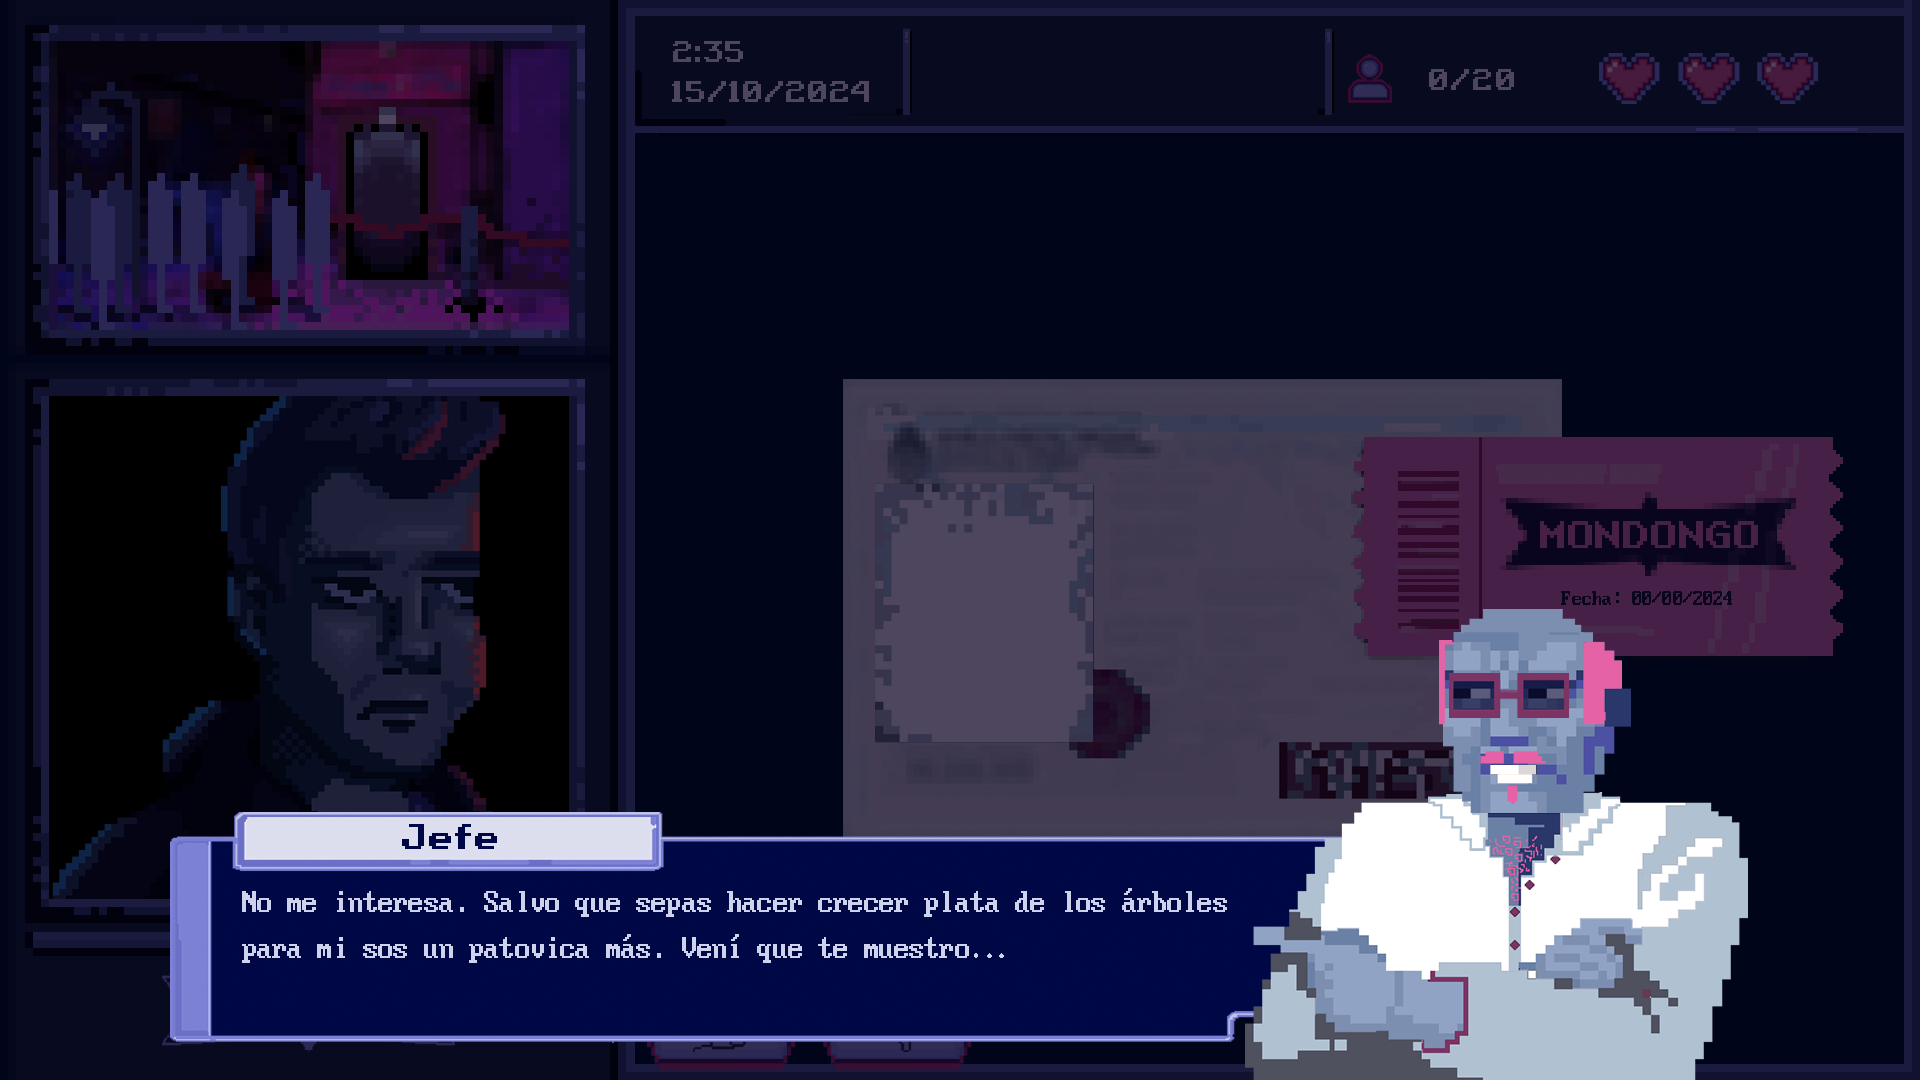 2:35
15/10/2024
0/20
MONDONGO
Fecha: 00/00/2024
Jefe
No me interesa. Salvo que sepas hacer crecer plata de los árboles
para mi sos un patovica más. Vení que te muestro...